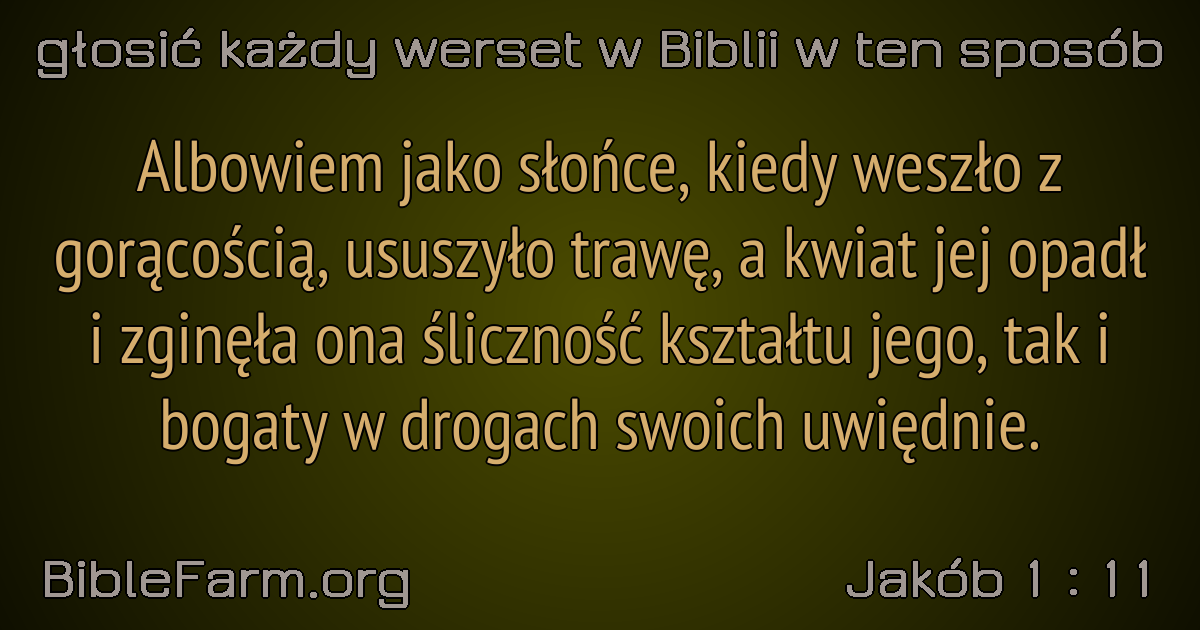 głosić każdy werset w Biblii w ten sposób
Albowiem jako słońce, kiedy weszło z
gorącością, ususzyło trawę, a kwiat jej opadł
i zginęła ona śliczność kształtu jego, tak i
bogaty w drogach swoich uwiędnie.
BibleFarm.org
Jakób 1 : 11